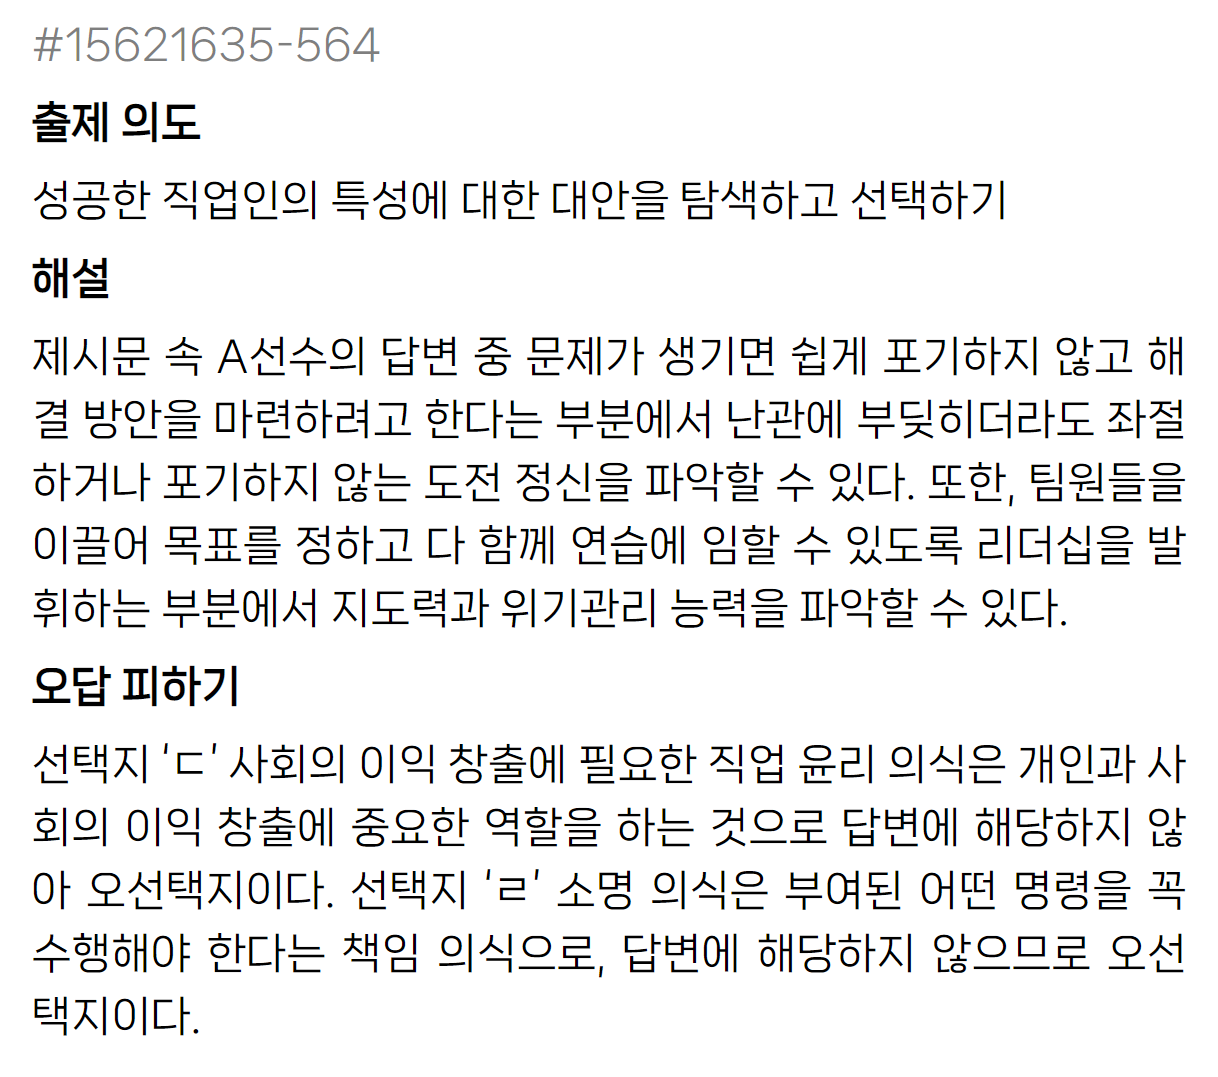 #15621635-564
출제 의도
성공한 직업인의 특성에 대한 대안을 탐색하고 선택하기
해설
제시문 속 A선수의 답변 중 문제가 생기면 쉽게 포기하지 않고 해
결 방안을 마련하려고 한다는 부분에서 난관에 부딪히더라도 좌절
하거나 포기하지 않는 도전 정신을 파악할 수 있다. 또한, 팀원들을
이끌어 목표를 정하고 다 함께 연습에 임할 수 있도록 리더십을 발
휘하는 부분에서 지도력과 위기관리 능력을 파악할 수 있다.
오답 피하기
선택지 ‘ㄷ’ 사회의 이익 창출에 필요한 직업 윤리 의식은 개인과 사
회의 이익 창출에 중요한 역할을 하는 것으로 답변에 해당하지 않
아 오선택지이다. 선택지 ‘ㄹ’ 소명 의식은 부여된 어떤 명령을 꼭
수행해야 한다는 책임 의식으로, 답변에 해당하지 않으므로 오선
택지이다.